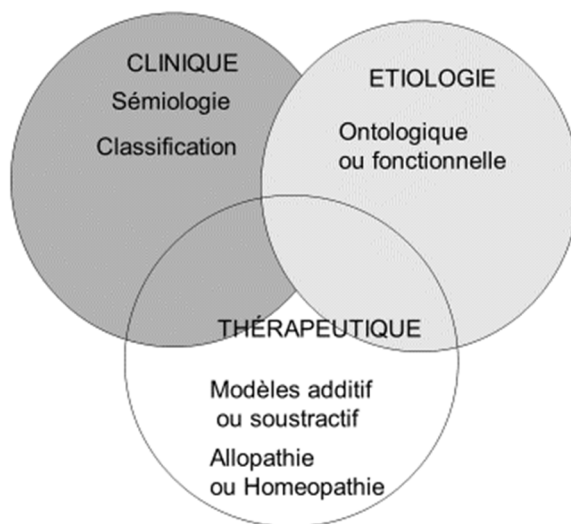 CLINIQUE
Sémiologie
Classification
ETIOLOGIE
Ontologique
ou fonctionnelle
THÉRAPEUTIQUE
Modèles additif
ou soustractif
Allopathie
ou Homeopathie